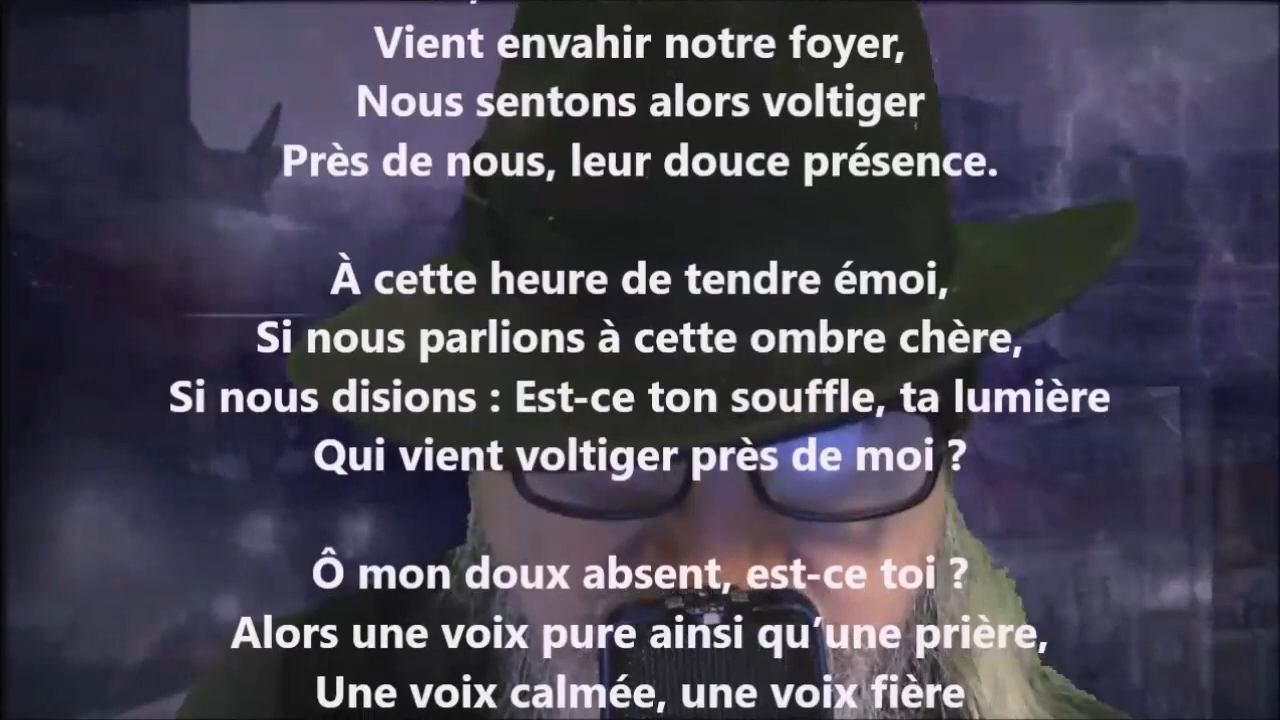 Vient envahir notre foyer,
Nous sentons alors voltiger
Près de nous, leur douce présence.
À cette heure de tendre émoi,
Si nous parlions à cette ombre chère,
Si nous disions : Est-ce ton souffle, ta lumière
Qui vient voltiger près de moi ?
Ô mon doux absent, est-ce toi ?
Alors une voix pure ainsi qu’une prière,
Une voix calmée, une voix fière